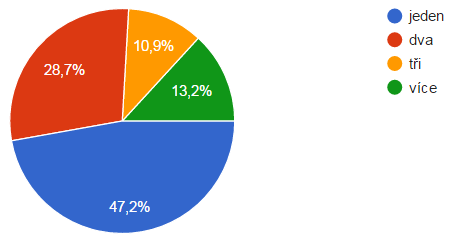 jeden
dva
tři
více
10,9%
28,7%
13,2%
47,2%